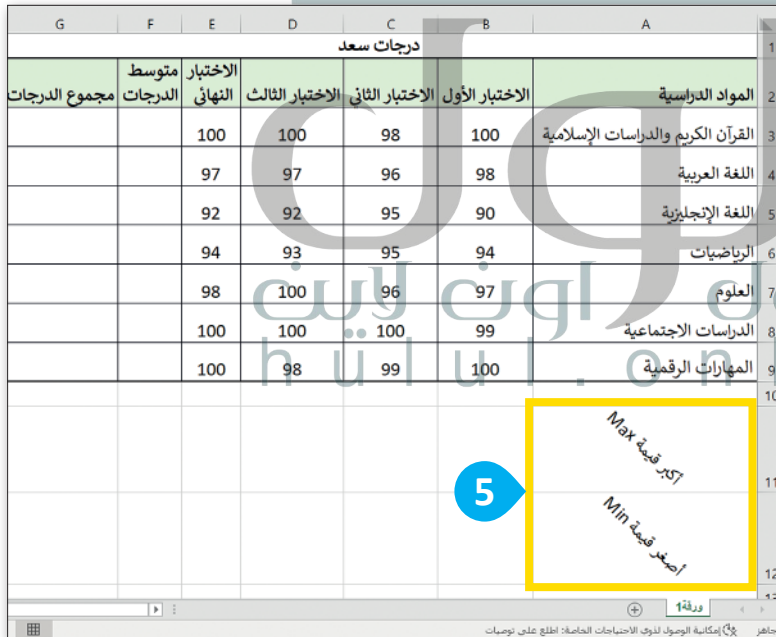 A B C D E F G
1 درجات سعد
2 المواد الدراسية الاختبار الأول الاختبار الثاني الاختبار الثالث الاختبار النهائي متوسط الدرجات مجموع الدرجات
3 القرآن الكريم والدراسات الإسلامية 100 98 100 100
4 اللغة العربية 98 96 97 97
5 اللغة الإنجليزية 90 95 92 92
6 الرياضيات 94 95 93 94
7 العلوم 97 96 100 98
8 الدراسات الاجتماعية 99 100 100 100
9 المهارات الرقمية 100 99 98 100
10
11 أكبر قيمة Max
5
12 أصغر قيمة Min
ورقة1
إمكانية الوصول لذوي الاحتياجات الخاصة: اطلع على توصيات
اون لاين
hulul.on